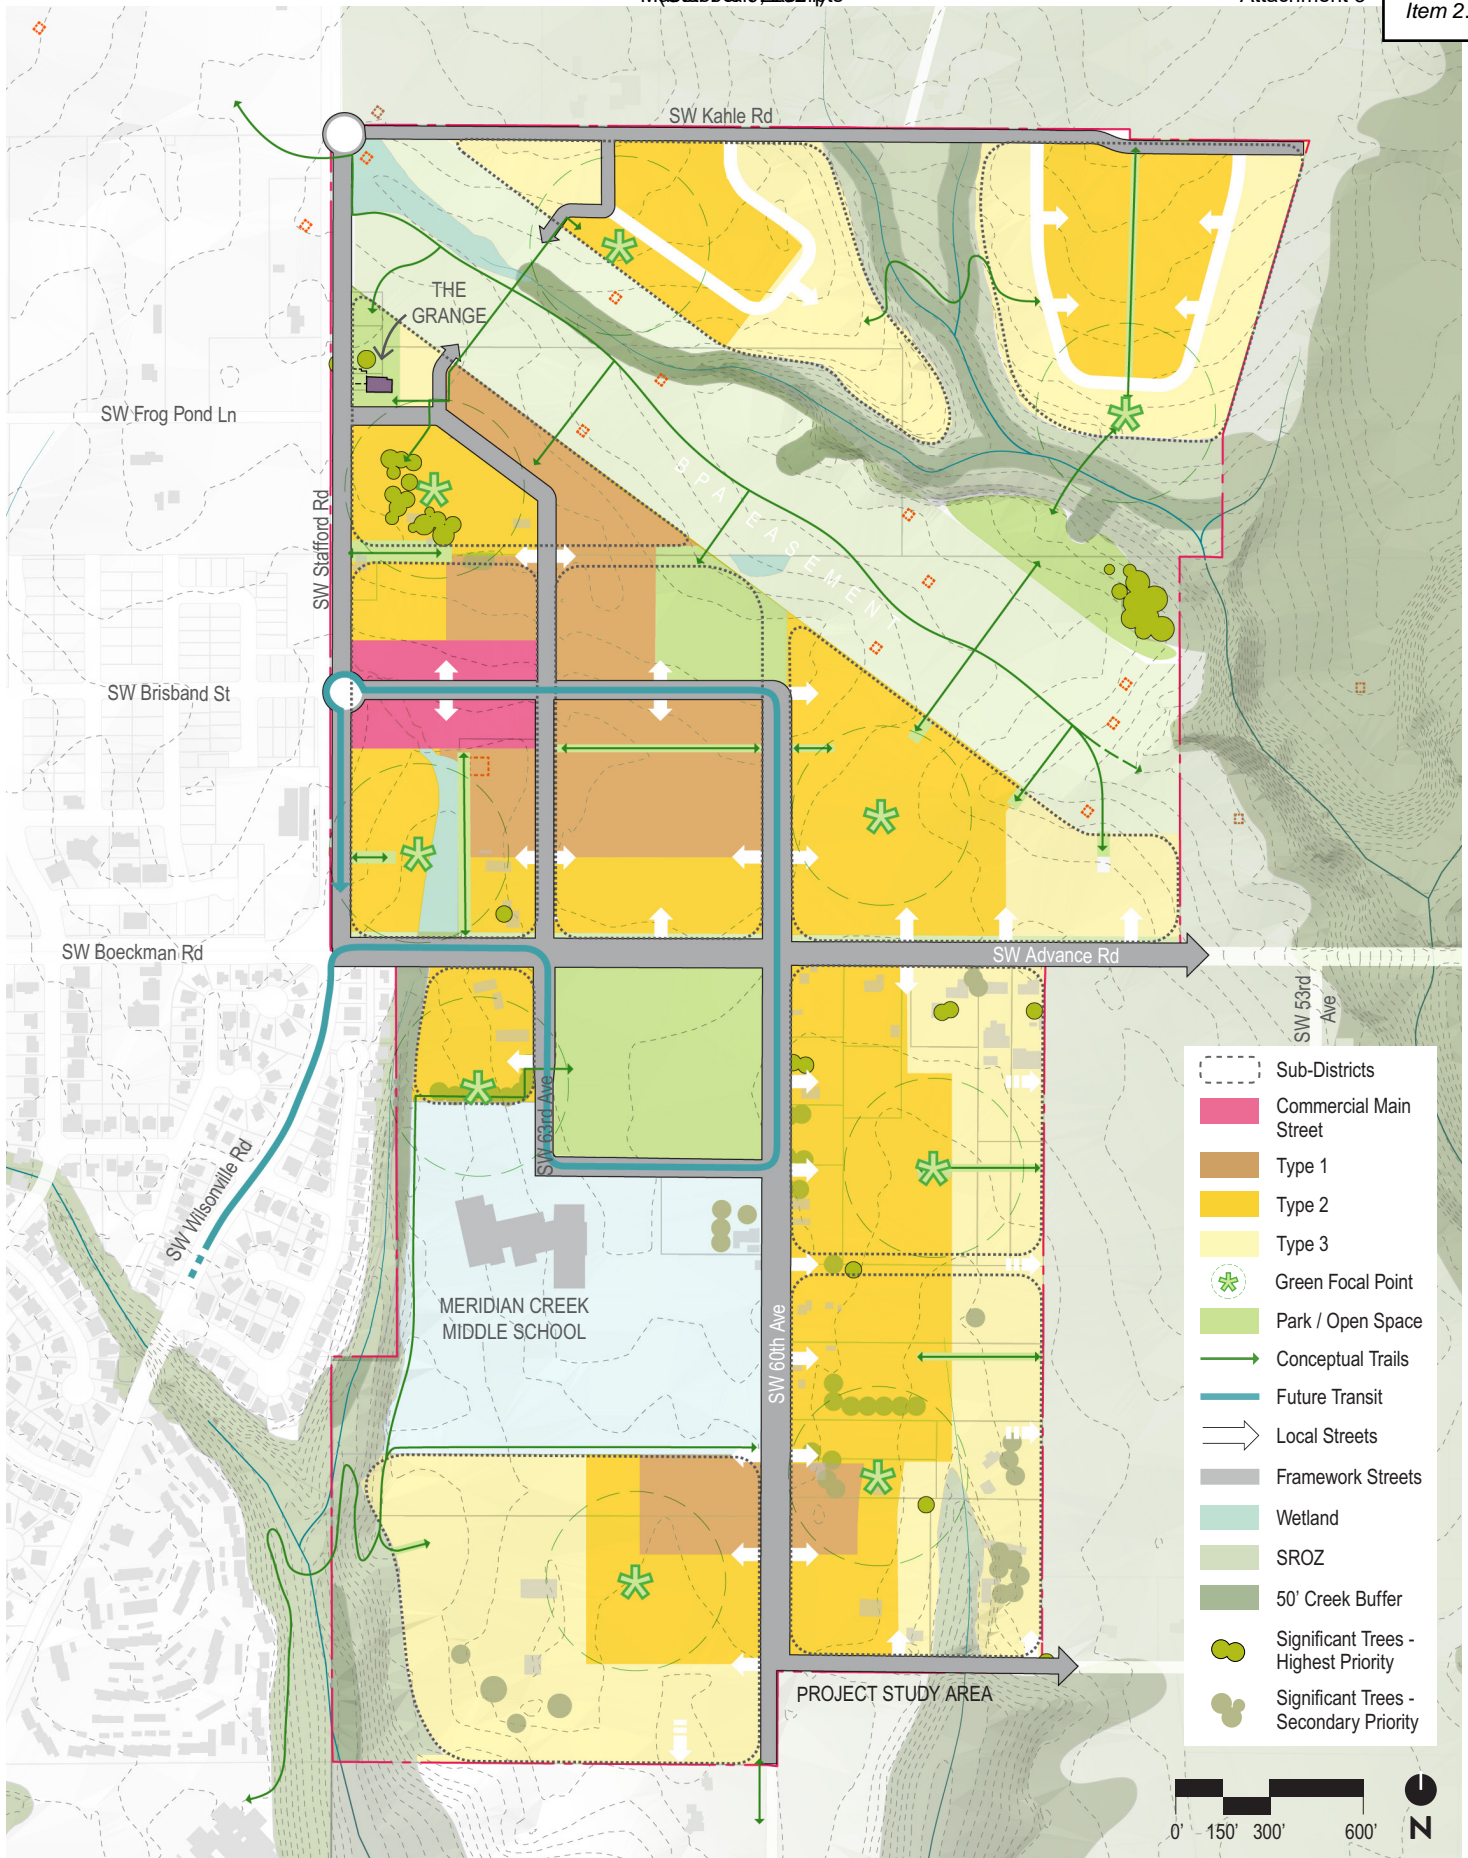 Attachment
Item 2.
SW Kahle Rd
THE
GRANGE
SW Frog Pond Ln
SW Stafford Rd
BPA EASEMENT
SW Brisband St
SW Boeckman Rd
SW Advance Rd
SW 53rd
Ave
SW 63rd Ave
SW Wilsonville Rd
MERIDIAN CREEK
MIDDLE SCHOOL
SW 60th Ave
PROJECT STUDY AREA
Sub-Districts
Commercial Main
Street
Type 1
Type 2
Type 3
Green Focal Point
Park / Open Space
Conceptual Trails
Future Transit
Local Streets
Framework Streets
Wetland
SROZ
50' Creek Buffer
Significant Trees -
Highest Priority
Significant Trees -
Secondary Priority
0' 150' 300' 600'
N